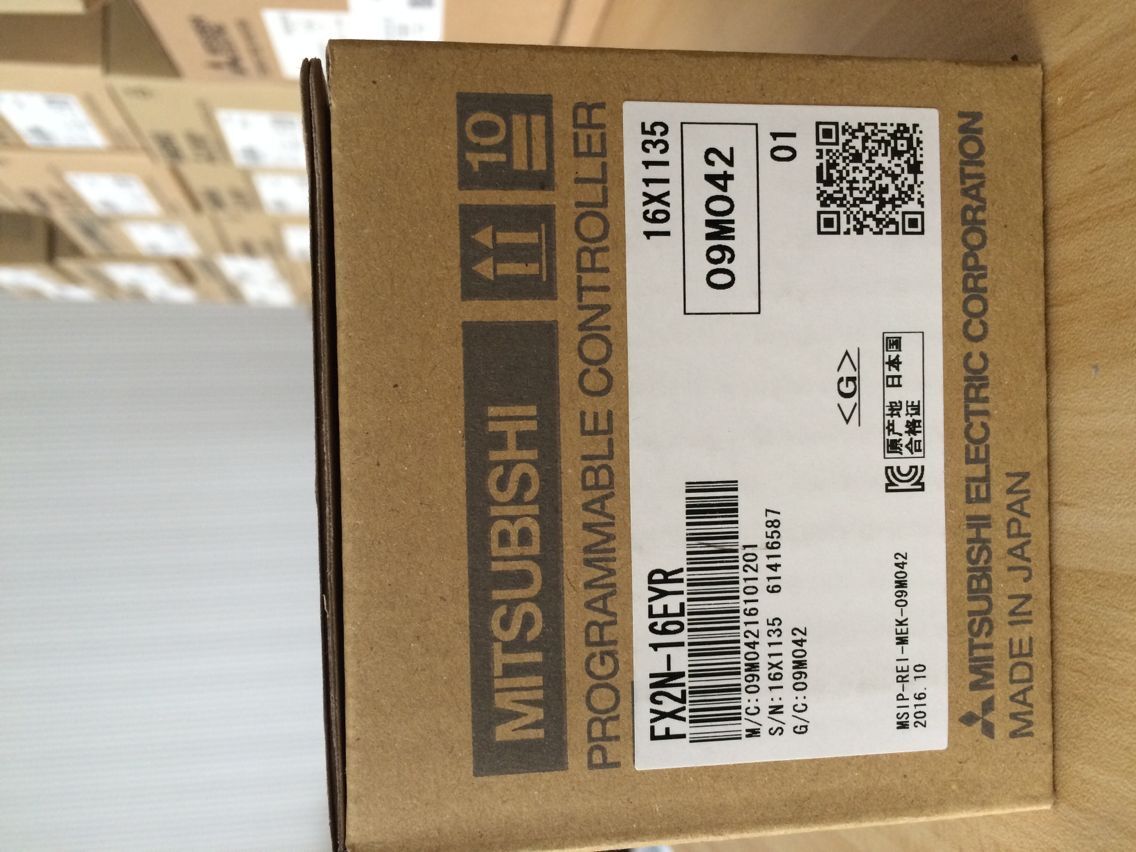 MITSUBISHI
10
PROGRAMMABLE CONTROLLER
FX2N-16EYR
16X1135
09M042
M/C:09M04216101201
S/N:16X1135 61416587
G/C:09M042
01
<G>
MSIP-REI-MEK-09M042
2016.10
原产地 日本国
合格证
MITSUBISHI ELECTRIC CORPORATION
MADE IN JAPAN